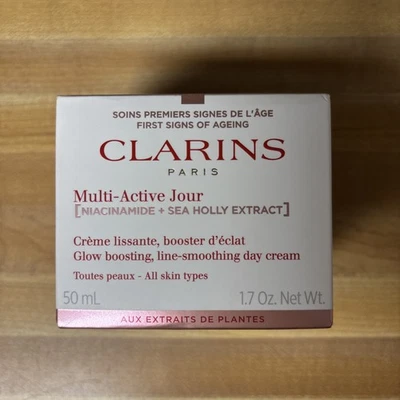 SOINS PREMIERS SIGNES DE L'ÂGE
FIRST SIGNS OF AGEING
CLARINS
PARIS
Multi-Active Jour
[NIACINAMIDE + SEA HOLLY EXTRACT]
Crème lissante, booster d'éclat
Glow boosting, line-smoothing day cream
Toutes peaux - All skin types
50 mL 1.7 Oz. Net Wt.
AUX EXTRAITS DE PLANTES